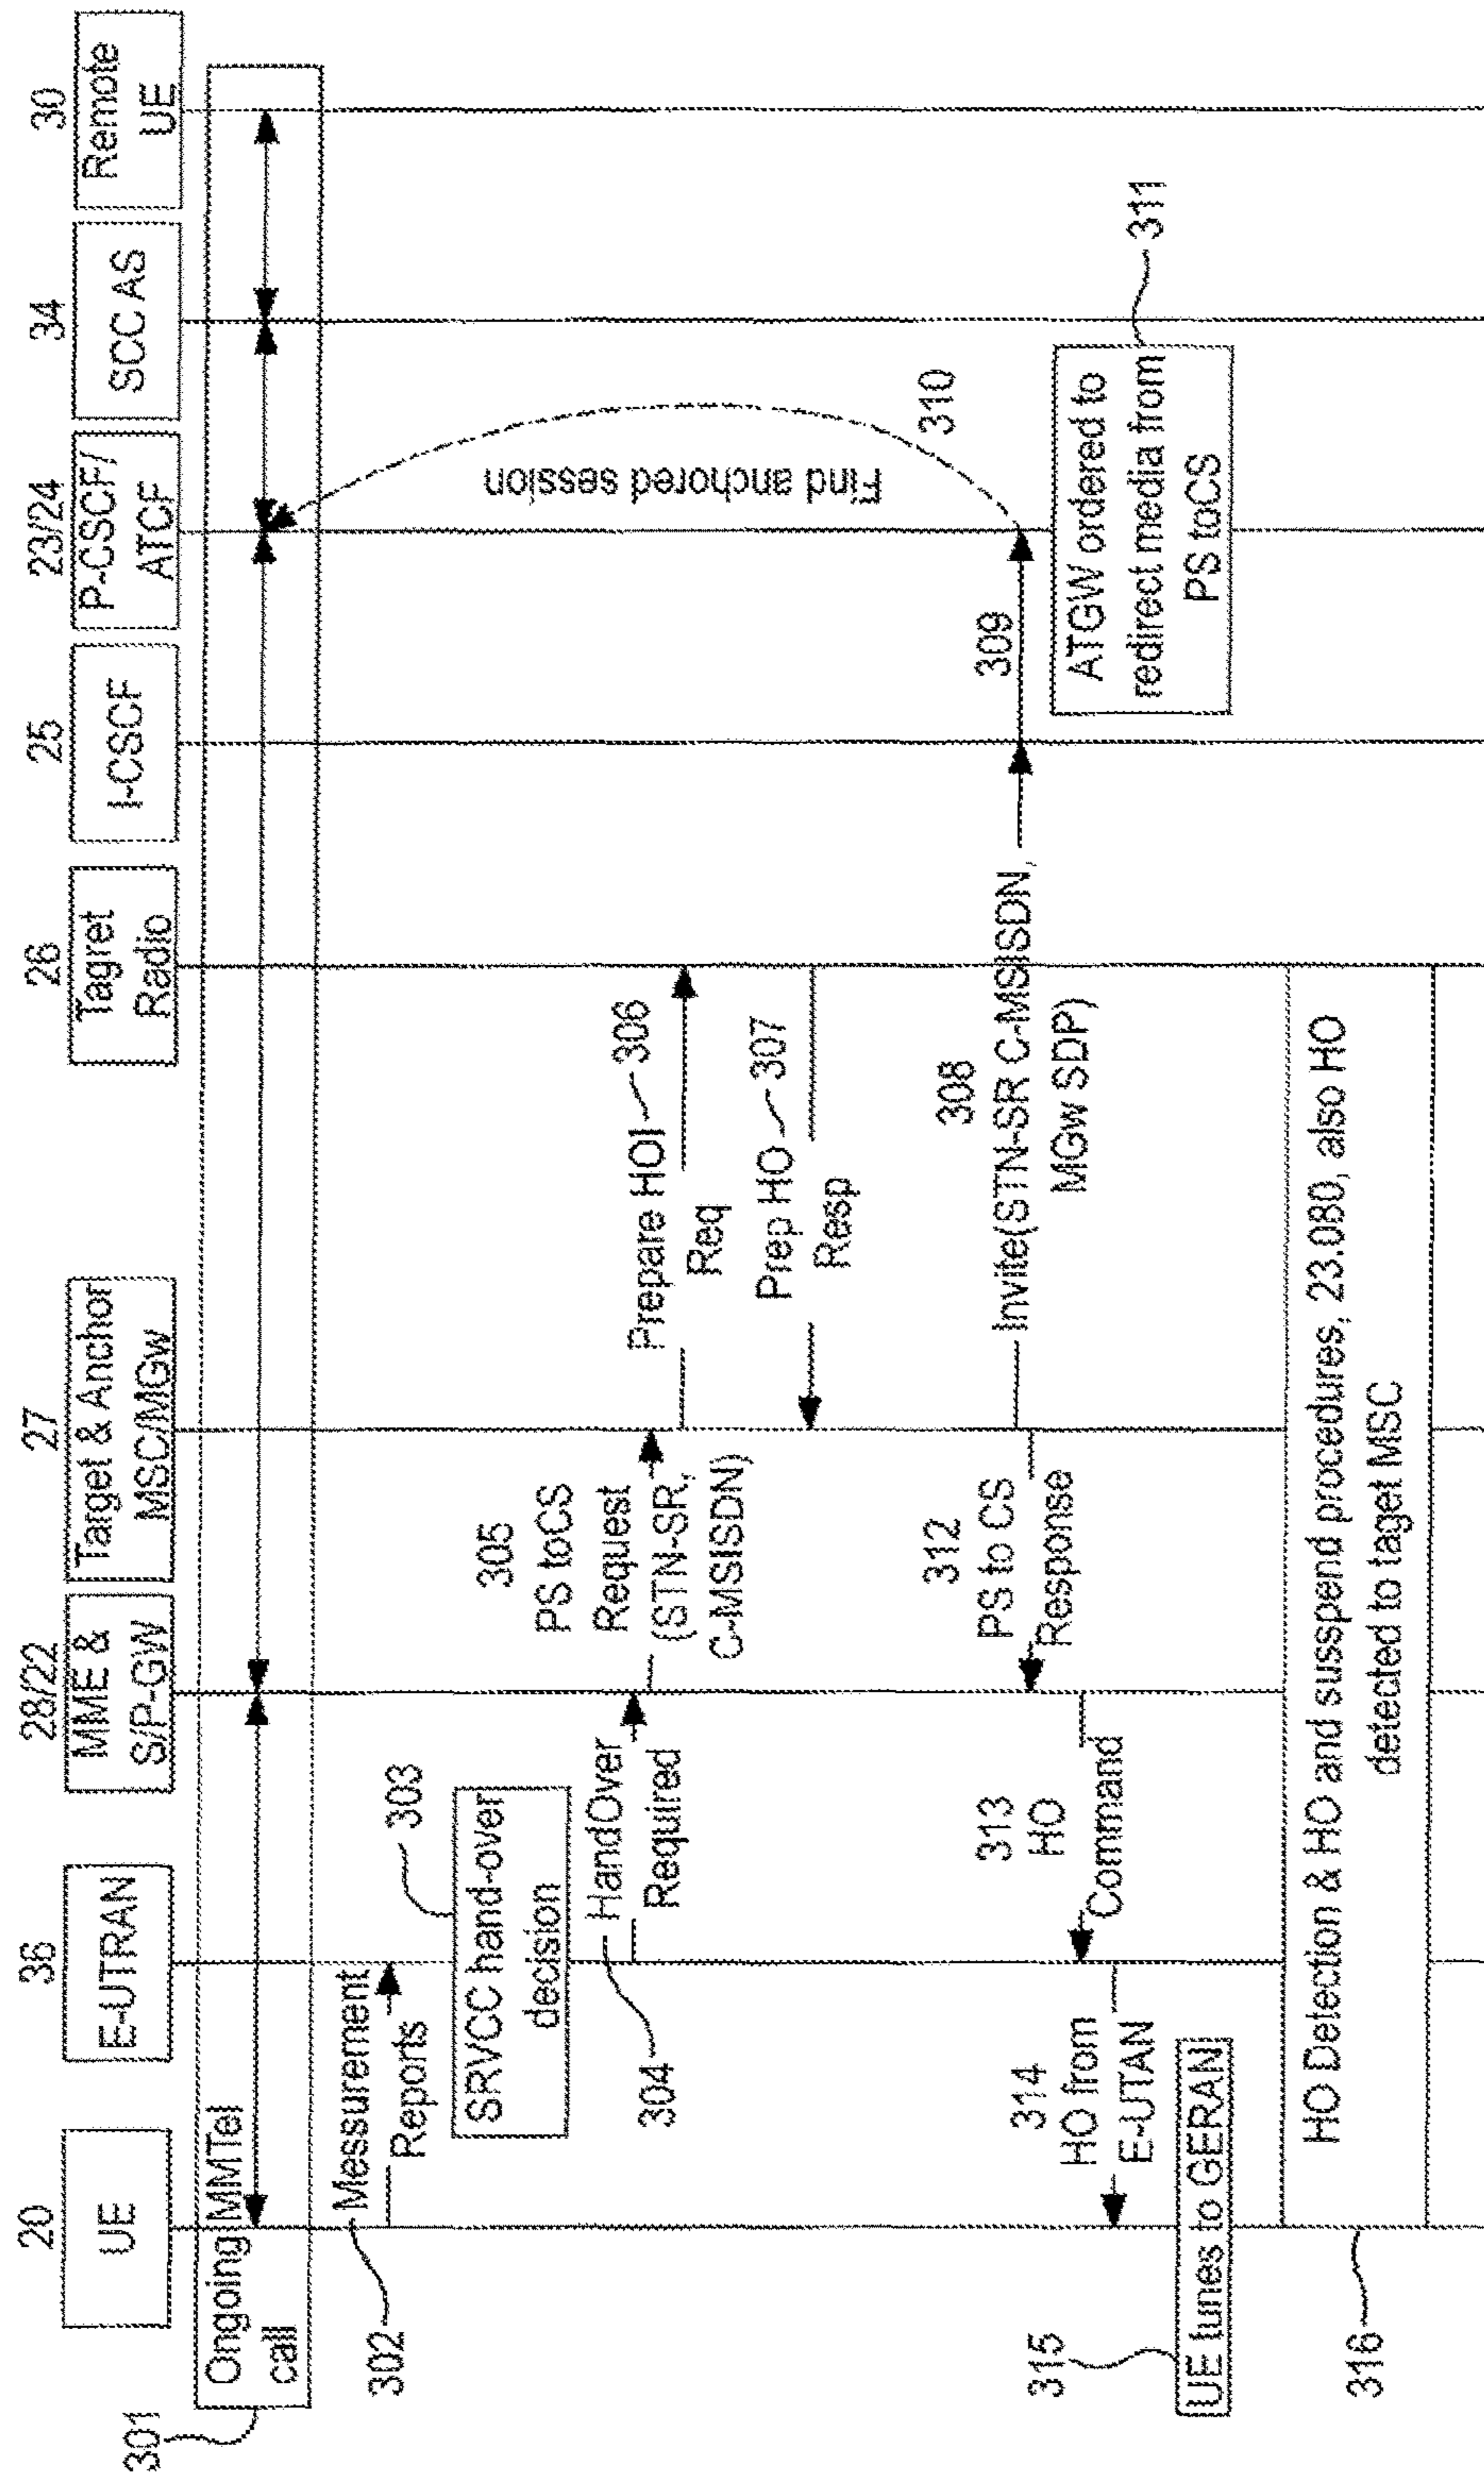 20
UE
36
E-UTRAN
28/22
MME &
S/P-GW
27
Target & Anchor
MSC/MGw
26
Tagret
Radio
25
I-CSCF
23/24
P-CSCF/
ATCF
34
SCC AS
30
Remote
UE
301
Ongoing MMTel
call
302
Messurement
Reports
303
SRVCC hand-over
decision
304
HandOver
Required
305
PS toCS
Request
(STN-SR,
C-MSISDN)
Prepare HOI
306
Req
Prep HO
307
Resp
308
Invite(STN-SR C-MSISDN,
MGw SDP)
309
310
Find anchored session
ATGW ordered to
redirect media from
PS toCS
311
312
PS to CS
Response
313
HO
Command
314
HO from
E-UTAN
315
UE tunes to GERAN
HO Detection & HO and susspend procedures, 23.080, also HO
detected to taget MSC
316